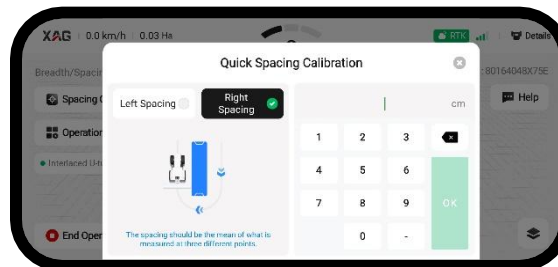 XAG 0.0 km/h 0.03 Ha RTK Details
Quick Spacing Calibration
Breadth/Spacin : 80164048X75E
Spacing Help
Left Spacing Right Spacing cm
Operation
1 2 3
Interlaced U-t
4 5 6
7 8 9 OK
0 -
End Oper
The spacing should be the mean of what is
measured at three different points.